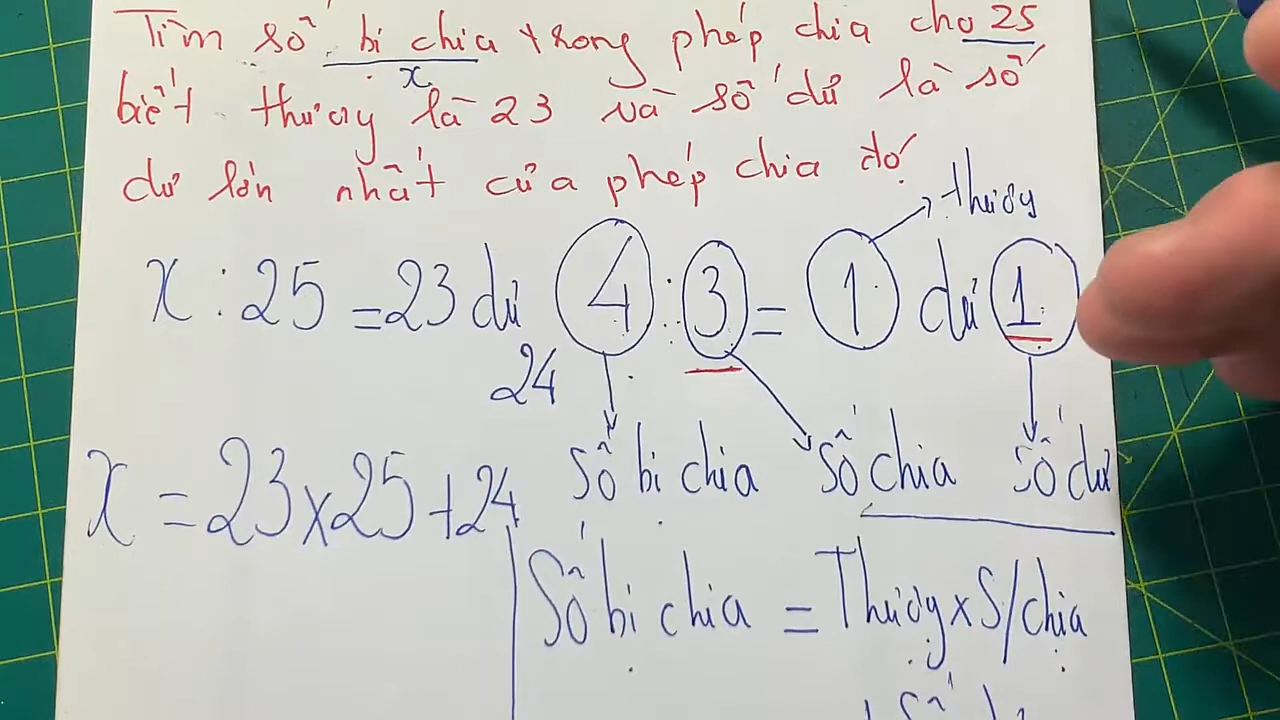 Tìm số bị chia trong phép chia cho 25
x
biết thương là 23 và số dư là số
dư lớn nhất của phép chia đó
thương
x : 25 = 23 dư 4 : 3 = 1 dư 1
24
số bị chia số chia số dư
x = 23 x 25 + 24
Số bị chia = Thương x S/chia